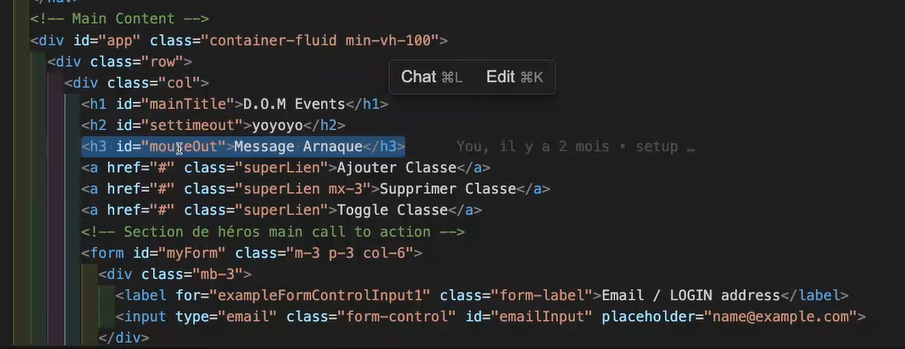 </nav>
<!-- Main Content -->
<div id="app" class="container-fluid min-vh-100">
<div class="row">
<div class="col">
Chat ⌘L Edit ⌘K
<h1 id="mainTitle">D.O.M Events</h1>
<h2 id="settimeout">yoyoyo</h2>
<h3 id="mouseOut">Message Arnaque</h3> You, il y a 2 mois • setup …
<a href="#" class="superLien">Ajouter Classe</a>
<a href="#" class="superLien mx-3">Supprimer Classe</a>
<a href="#" class="superLien">Toggle Classe</a>
<!-- Section de héros main call to action -->
<form id="myForm" class="m-3 p-3 col-6">
<div class="mb-3">
<label for="exampleFormControlInput1" class="form-label">Email / LOGIN address</label>
<input type="email" class="form-control" id="emailInput" placeholder="name@example.com">
</div>